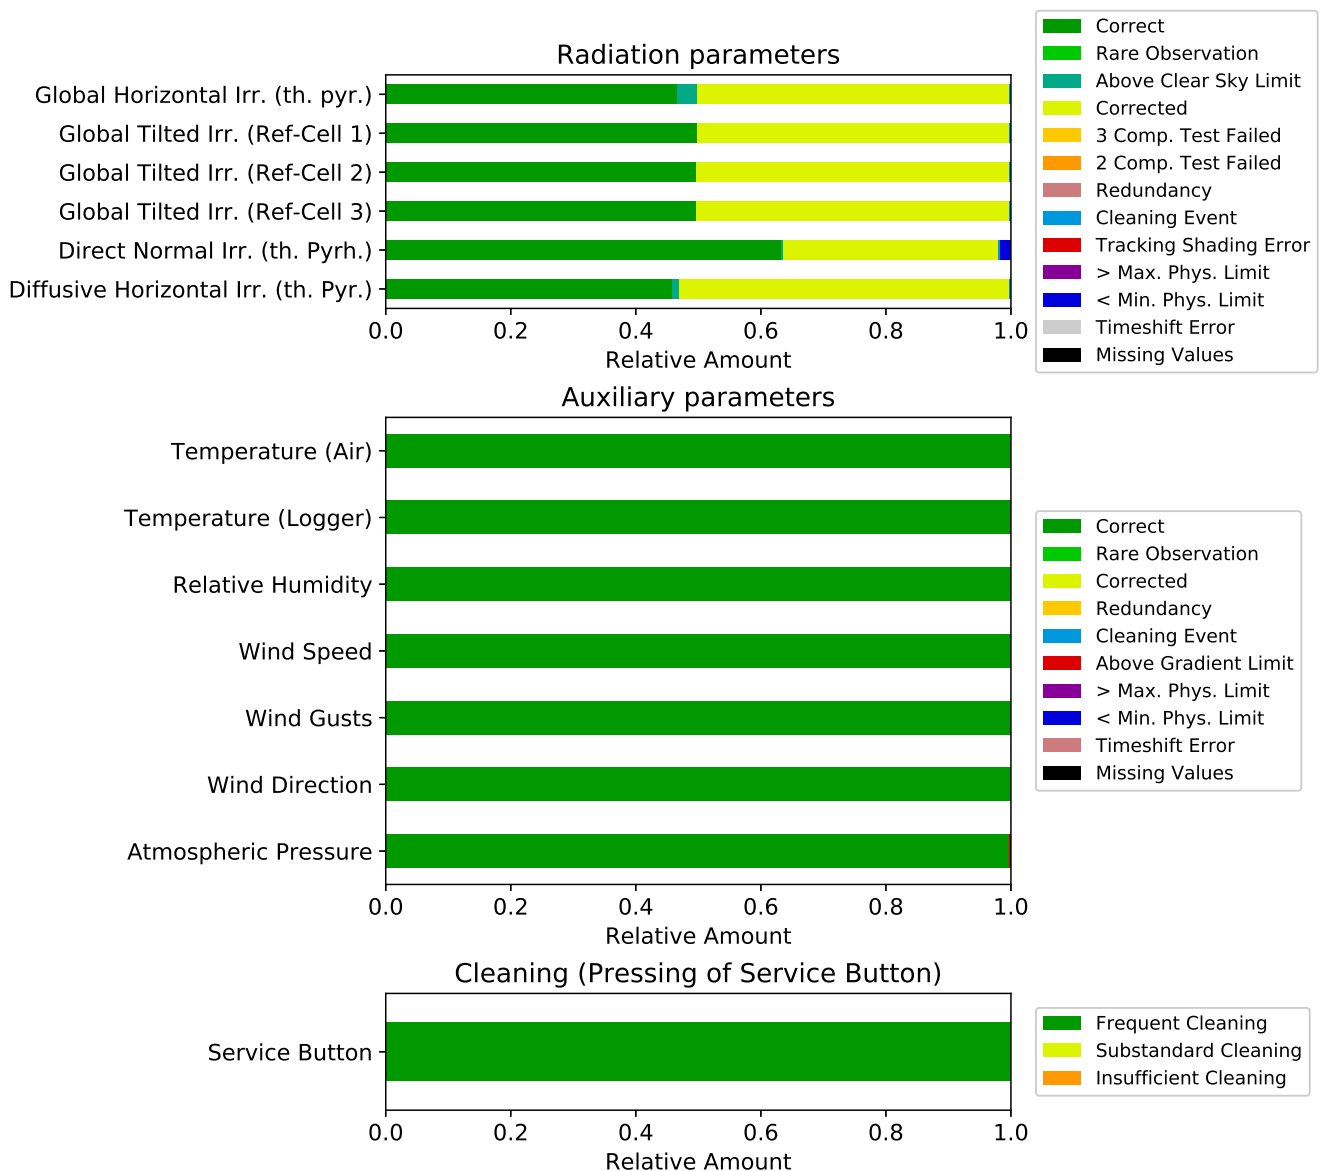 Radiation parameters
Global Horizontal Irr. (th. pyr.)
Global Tilted Irr. (Ref-Cell 1)
Global Tilted Irr. (Ref-Cell 2)
Global Tilted Irr. (Ref-Cell 3)
Direct Normal Irr. (th. Pyrh.)
Diffusive Horizontal Irr. (th. Pyr.)
0.0 0.2 0.4 0.6 0.8 1.0
Relative Amount
Correct
Rare Observation
Above Clear Sky Limit
Corrected
3 Comp. Test Failed
2 Comp. Test Failed
Redundancy
Cleaning Event
Tracking Shading Error
> Max. Phys. Limit
< Min. Phys. Limit
Timeshift Error
Missing Values
Auxiliary parameters
Temperature (Air)
Temperature (Logger)
Relative Humidity
Wind Speed
Wind Gusts
Wind Direction
Atmospheric Pressure
0.0 0.2 0.4 0.6 0.8 1.0
Relative Amount
Correct
Rare Observation
Corrected
Redundancy
Cleaning Event
Above Gradient Limit
> Max. Phys. Limit
< Min. Phys. Limit
Timeshift Error
Missing Values
Cleaning (Pressing of Service Button)
Service Button
0.0 0.2 0.4 0.6 0.8 1.0
Relative Amount
Frequent Cleaning
Substandard Cleaning
Insufficient Cleaning